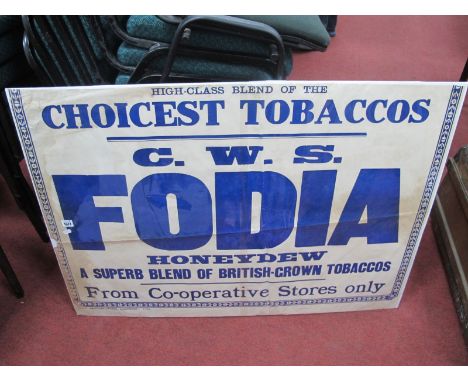 HIGH-CLASS BLEND OF THE
CHOICEST TOBACCOS
C. W. S.
FODIA
HONEYDEW
A SUPERB BLEND OF BRITISH-CROWN TOBACCOS
From Co-operative Stores only